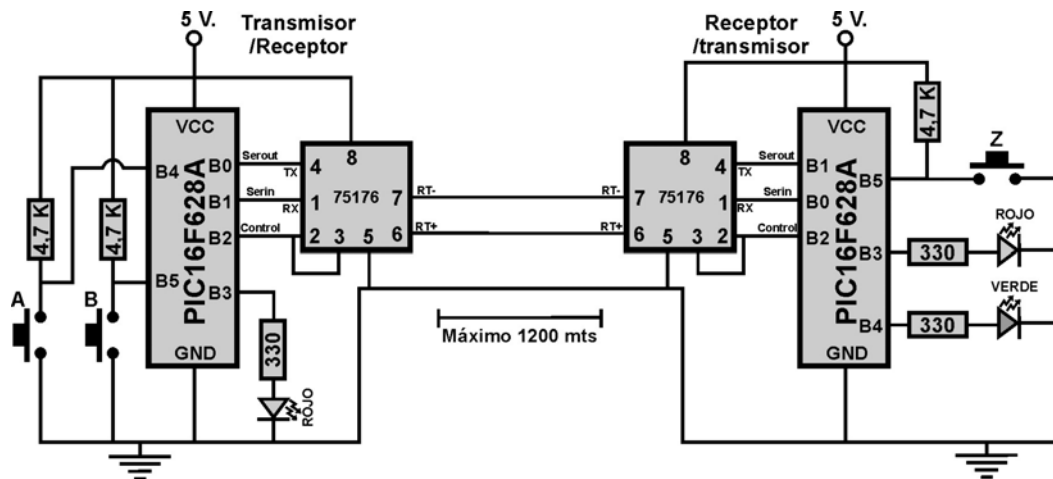 5 V.
Transmisor
/Receptor
4,7 K
4,7 K
A
B
VCC
B4
B5
PIC16F628A
GND
B0
B1
B2
B3
Serout
TX
Serin
RX
Control
330
ROJO
8
4
1
2
3
5
7
6
75176
RT-
RT+
Máximo 1200 mts
RT-
RT+
Receptor
/transmisor
5 V.
8
7
6
5
3
2
1
4
75176
Serout
TX
Serin
RX
Control
VCC
B1
B0
B2
PIC16F628A
GND
B5
B3
B4
4,7 K
Z
330
ROJO
330
VERDE